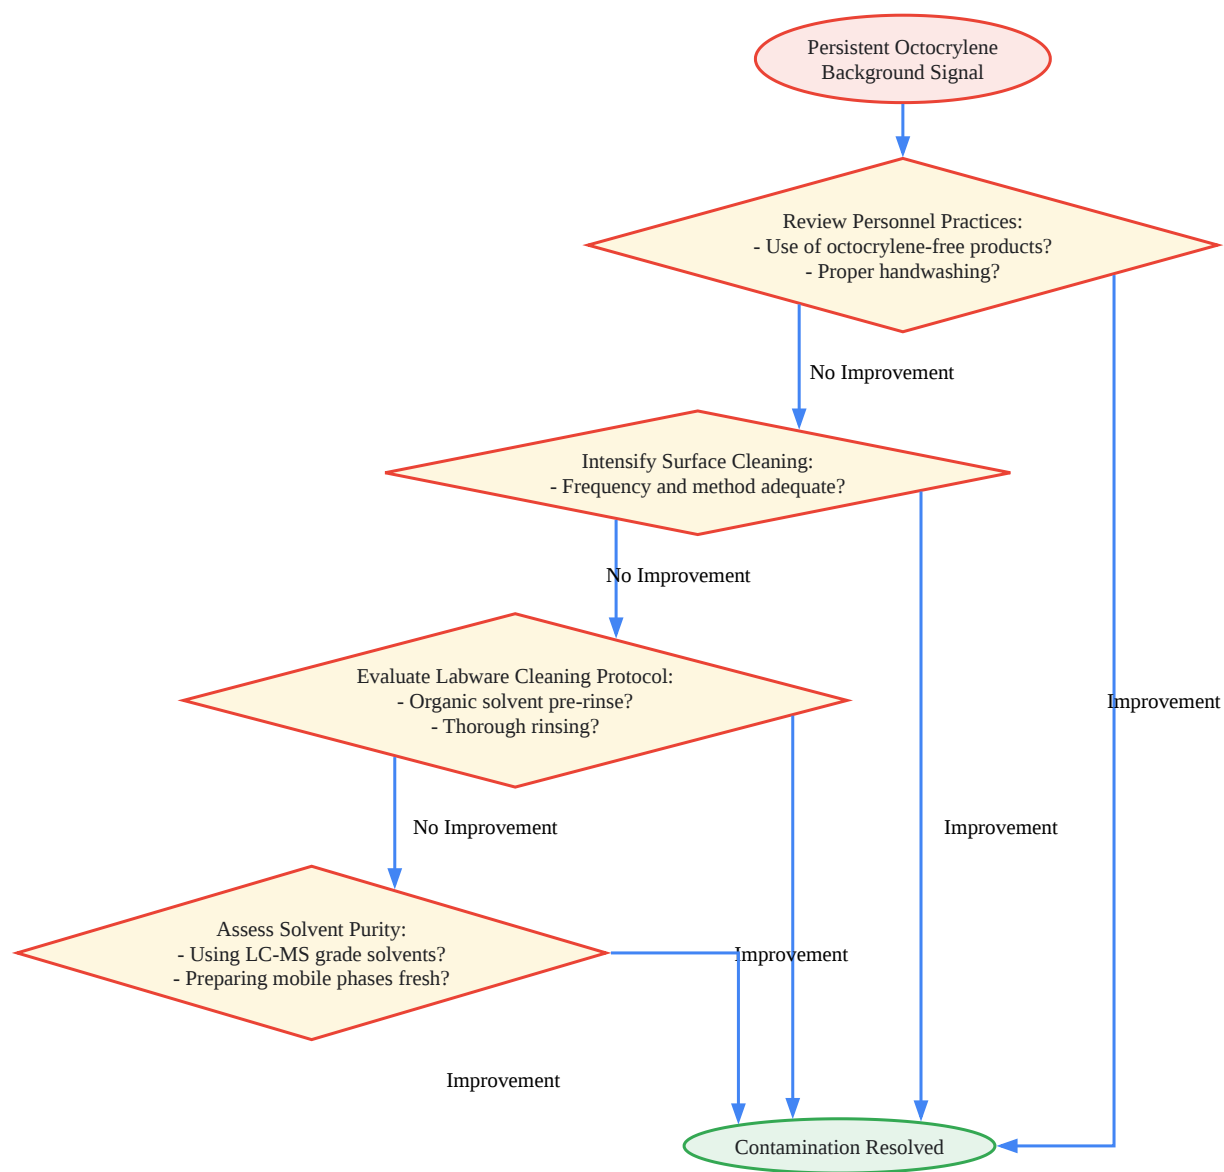 Persistent Octocrylene
Background Signal
Review Personnel Practices:
- Use of octocrylene-free products?
- Proper handwashing?
No Improvement
Intensify Surface Cleaning:
- Frequency and method adequate?
No Improvement
Evaluate Labware Cleaning Protocol:
- Organic solvent pre-rinse?
- Thorough rinsing?
Improvement
No Improvement
Improvement
Assess Solvent Purity:
- Using LC-MS grade solvents?
- Preparing mobile phases fresh?
Improvement
Improvement
Contamination Resolved